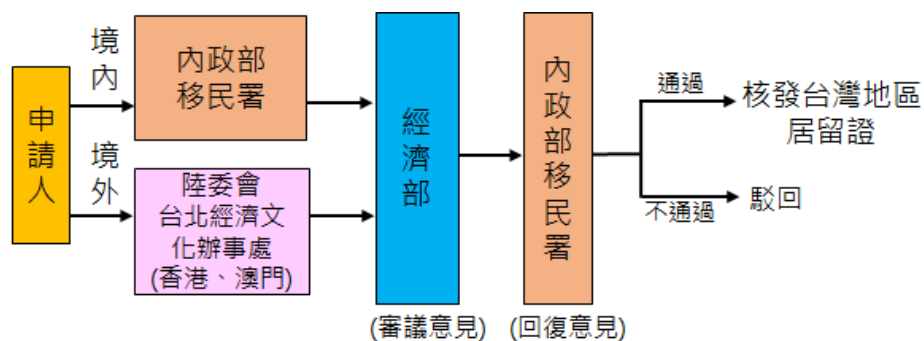 申請人
境內
境外
內政部
移民署
陸委會
台北經濟文
化辦事處
(香港、澳門)
經濟部
(審議意見)
內政部移民署
(回復意見)
通過
不通過
核發台灣地區
居留證
駁回